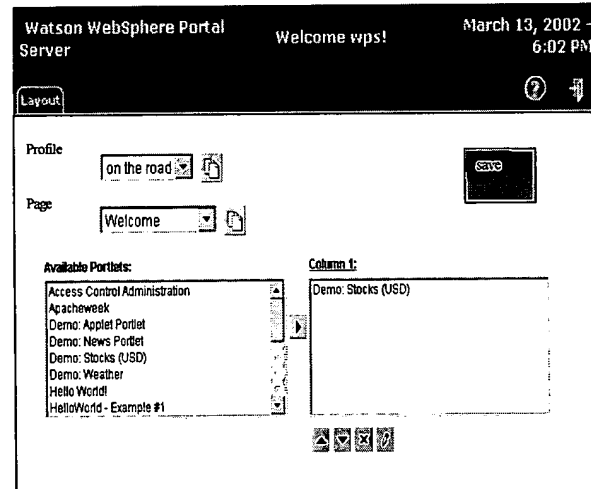 Watson WebSphere Portal Server
Welcome wps!
March 13, 2002 - 6:02 PM
Layout
?
Profile
on the road
save
Page
Welcome
Available Portlets:
Column 1:
Access Control Administration
Apacheweek
Demo: Applet Portlet
Demo: News Portlet
Demo: Stocks (USD)
Demo: Weather
Hello World!
HelloWorld - Example #1
Demo: Stocks (USD)